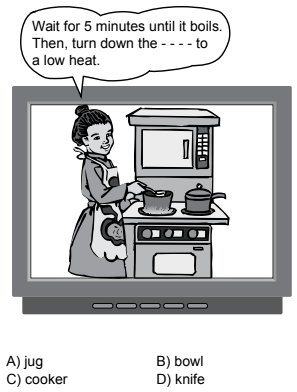 Wait for 5 minutes until it boils.
Then, turn down the - - - - to
a low heat.
A) jug
B) bowl
C) cooker
D) knife